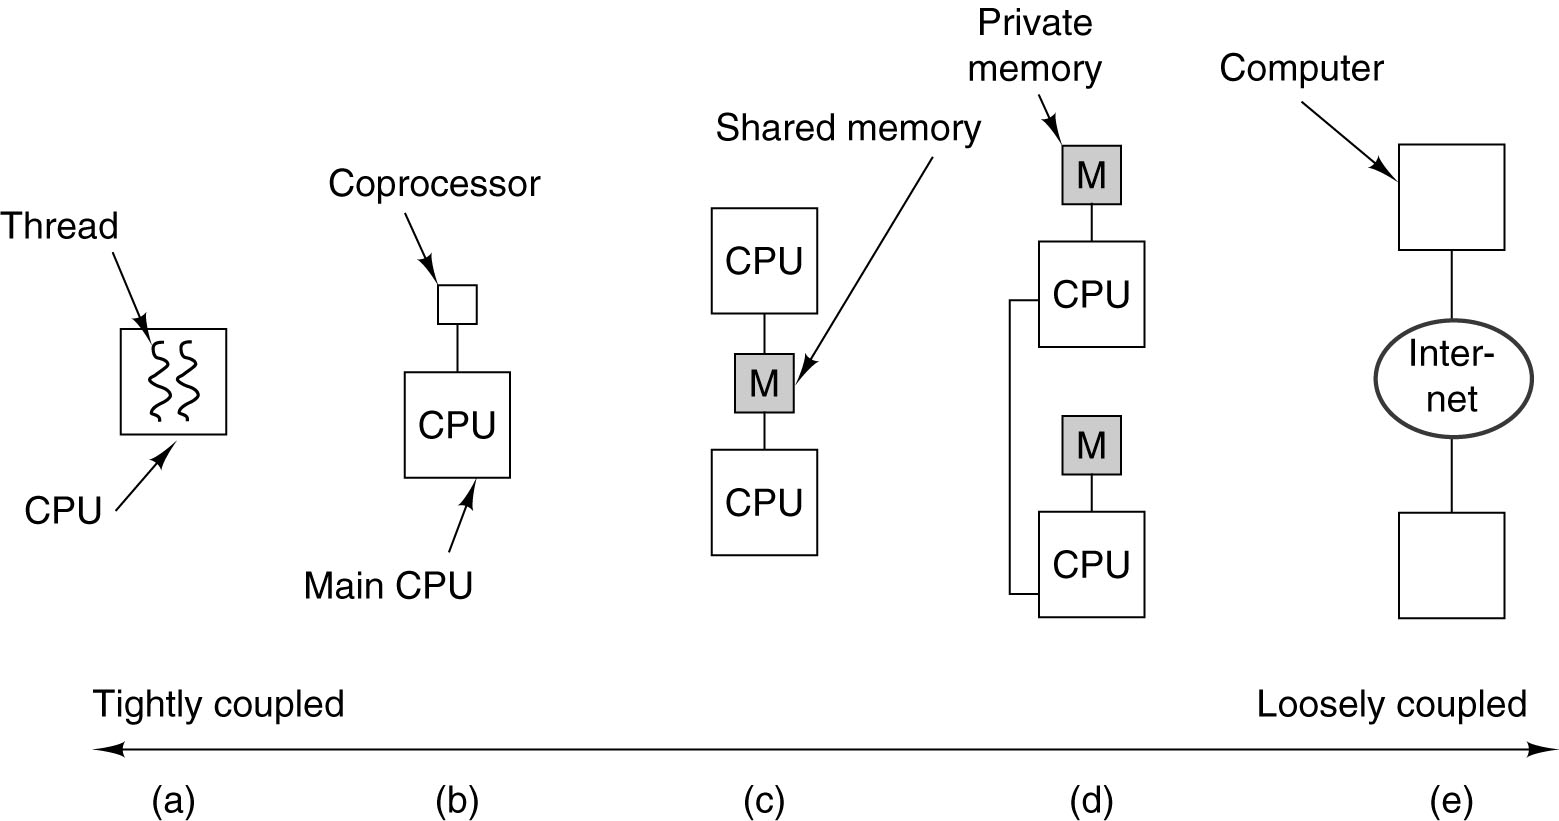 Private
memory
Computer
Shared memory
Coprocessor
Thread
M
CPU
CPU
M
CPU
CPU
CPU
M
CPU
Inter-
net
CPU
Main CPU
Tightly coupled
Loosely coupled
(a)
(b)
(c)
(d)
(e)